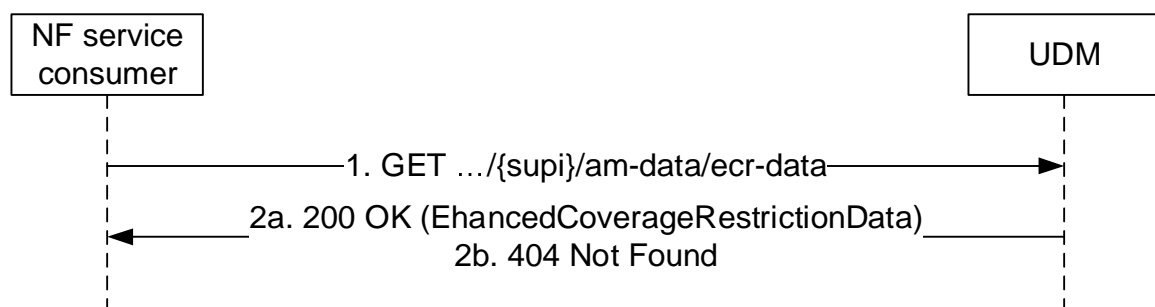 NF service
consumer
UDM
1. GET …/{supi}/am-data/ecr-data
2a. 200 OK (EhancedCoverageRestrictionData)
2b. 404 Not Found